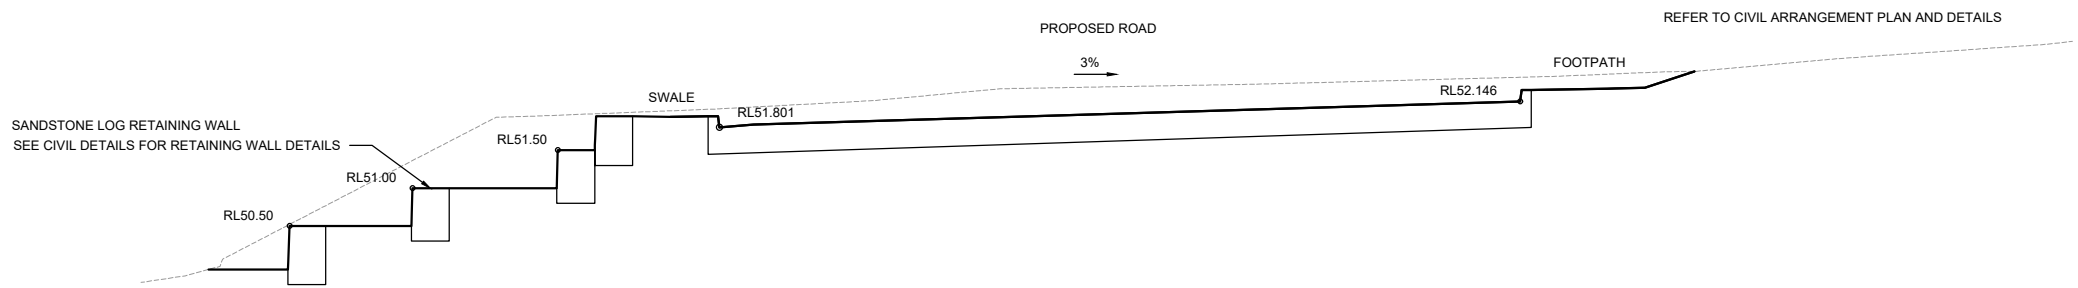 REFER TO CIVIL ARRANGEMENT PLAN AND DETAILS
PROPOSED ROAD
3%
FOOTPATH
RL52.146
SWALE
RL51.801
SANDSTONE LOG RETAINING WALL
SEE CIVIL DETAILS FOR RETAINING WALL DETAILS
RL51.50
RL51.00
RL50.50